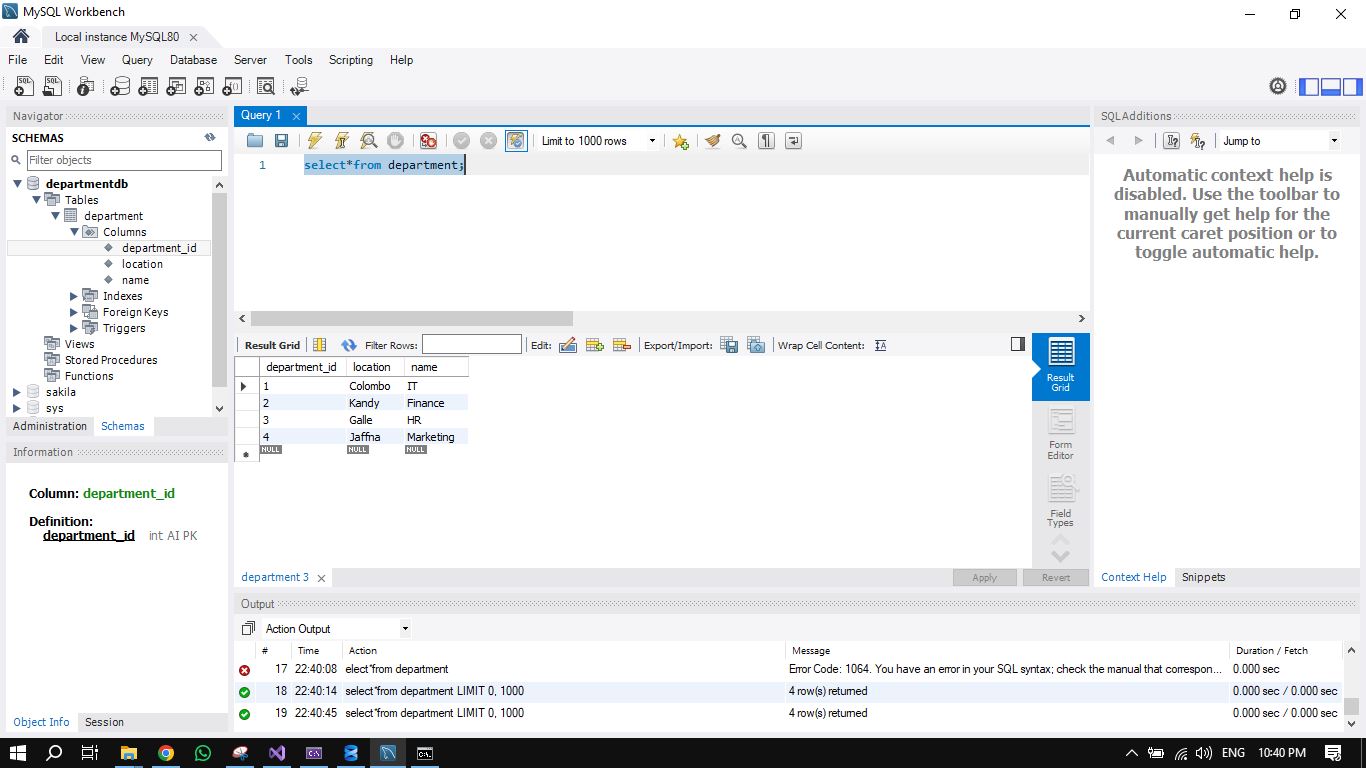 MySQL Workbench
Local instance MySQL80
File Edit View Query Database Server Tools Scripting Help
Navigator
SCHEMAS
Filter objects
departmentdb
Tables
department
Columns
department_id
location
name
Indexes
Foreign Keys
Triggers
Views
Stored Procedures
Functions
sakila
sys
Administration Schemas
Information
Column: department_id
Definition:
department_id int AI PK
Object Info Session
Query 1
Limit to 1000 rows
1 select*from department;
Result Grid Filter Rows: Edit: Export/Import: Wrap Cell Content:
department_id location name
1 Colombo IT
2 Kandy Finance
3 Galle HR
4 Jaffna Marketing
NULL NULL NULL
Result
Grid
Form
Editor
Field
Types
department 3
Apply Revert
SQLAdditions
Jump to
Automatic context help is
disabled. Use the toolbar to
manually get help for the
current caret position or to
toggle automatic help.
Context Help Snippets
Output
Action Output
# Time Action Message Duration / Fetch
17 22:40:08 elect*from department Error Code: 1064. You have an error in your SQL syntax; check the manual that correspon... 0.000 sec
18 22:40:14 select*from department LIMIT 0, 1000 4 row(s) returned 0.000 sec / 0.000 sec
19 22:40:45 select*from department LIMIT 0, 1000 4 row(s) returned 0.000 sec / 0.000 sec
ENG 10:40 PM